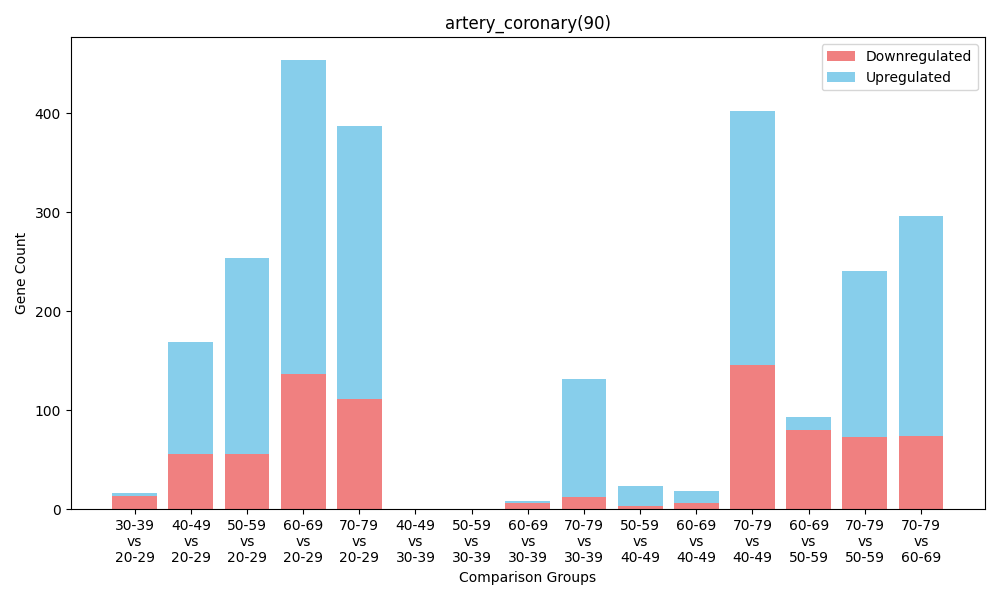 artery_coronary(90)
Downregulated
Upregulated
Gene Count
400
300
200
100
0
30-39 vs 20-29
40-49 vs 20-29
50-59 vs 20-29
60-69 vs 20-29
70-79 vs 20-29
40-49 vs 30-39
50-59 vs 30-39
60-69 vs 30-39
70-79 vs 30-39
50-59 vs 40-49
60-69 vs 40-49
70-79 vs 40-49
60-69 vs 50-59
70-79 vs 50-59
70-79 vs 60-69
Comparison Groups